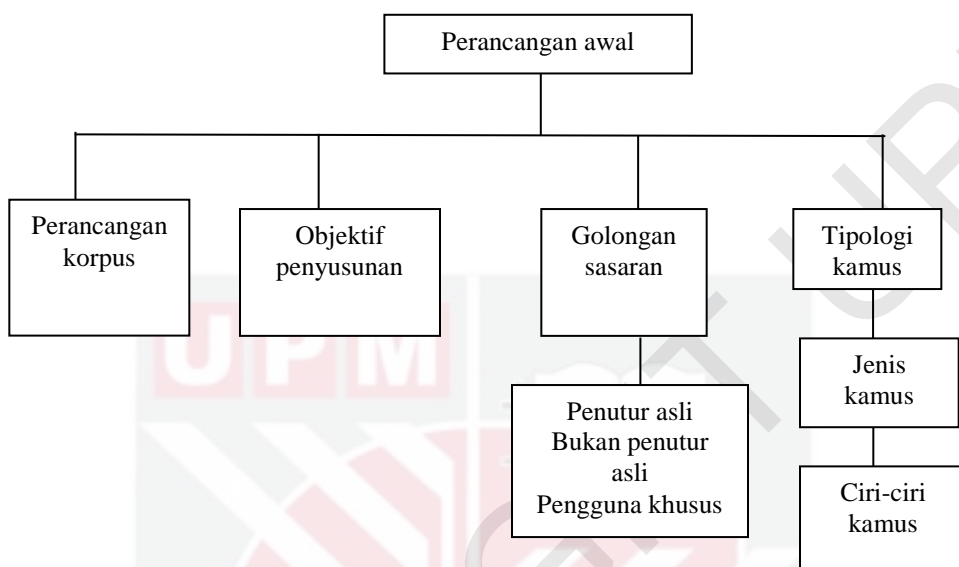 Perancangan awal
Perancangan
korpus
Objektif
penyusunan
Golongan
sasaran
Tipologi
kamus
Penutur asli
Bukan penutur
asli
Pengguna khusus
Jenis
kamus
Ciri-ciri
kamus
UPM